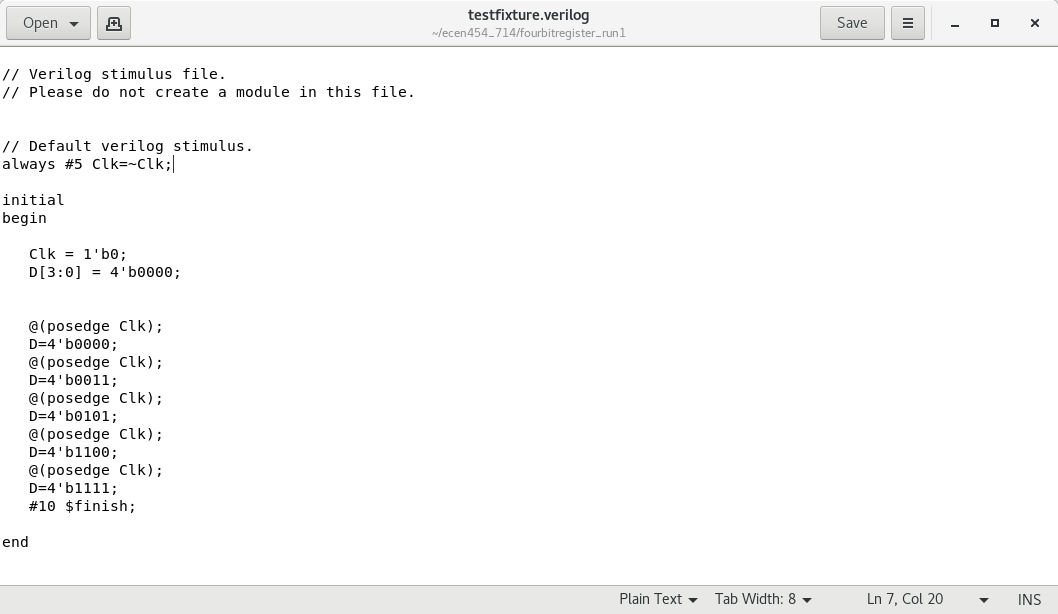 Open
testfixture.verilog
~/ecen454_714/fourbitregister_run1
Save
// Verilog stimulus file.
// Please do not create a module in this file.
// Default verilog stimulus.
always #5 Clk=~Clk;
initial
begin
Clk = 1'b0;
D[3:0] = 4'b0000;
@(posedge Clk);
D=4'b0000;
@(posedge Clk);
D=4'b0011;
@(posedge Clk);
D=4'b0101;
@(posedge Clk);
D=4'b1100;
@(posedge Clk);
D=4'b1111;
#10 $finish;
end
Plain Text
Tab Width: 8
Ln 7, Col 20
INS